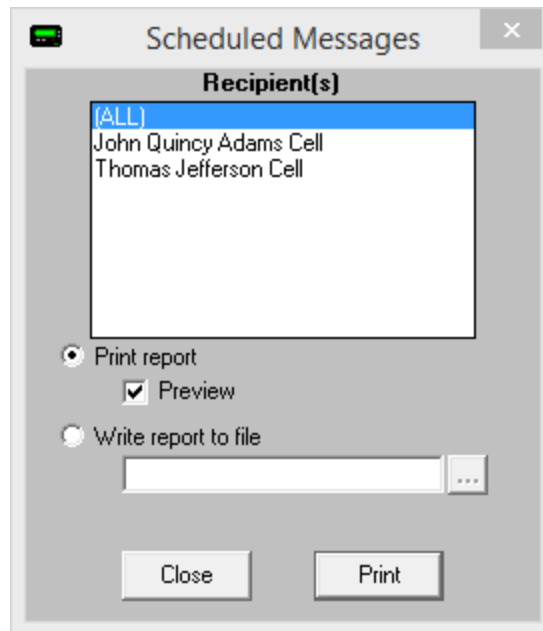 Scheduled Messages
Recipient(s)
(ALL)
John Quincy Adams Cell
Thomas Jefferson Cell
Print report
Preview
Write report to file
...
Close Print